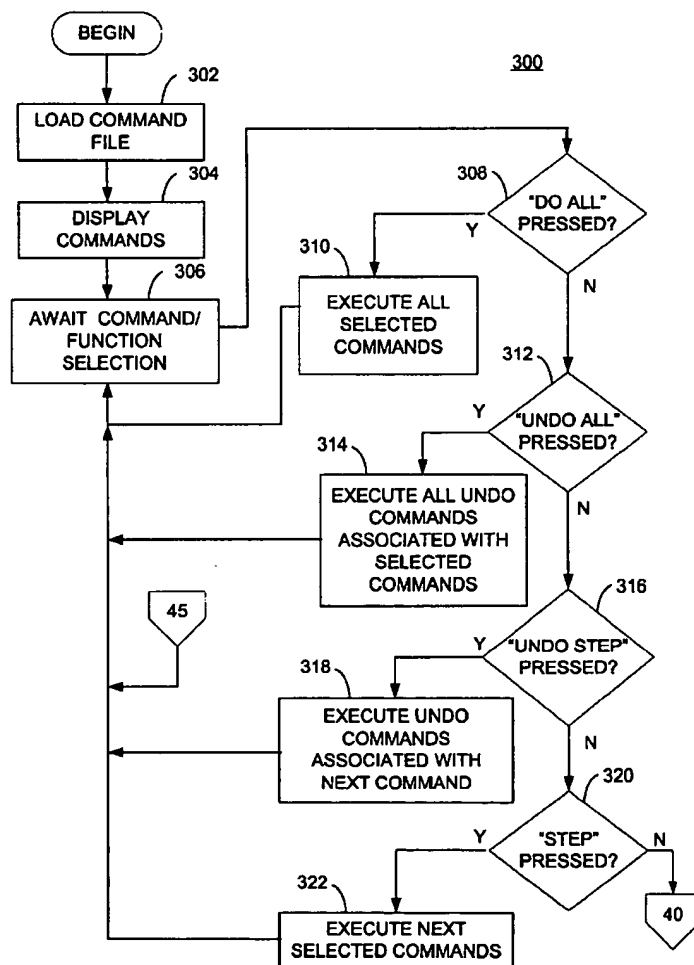 BEGIN
300
302
LOAD COMMAND
FILE
304
DISPLAY
COMMANDS
306
AWAIT COMMAND/
FUNCTION
SELECTION
308
"DO ALL"
PRESSED?
Y
N
310
EXECUTE ALL
SELECTED
COMMANDS
312
"UNDO ALL"
PRESSED?
Y
N
314
EXECUTE ALL UNDO
COMMANDS
ASSOCIATED WITH
SELECTED
COMMANDS
316
"UNDO STEP"
PRESSED?
Y
N
45
318
EXECUTE UNDO
COMMANDS
ASSOCIATED WITH
NEXT COMMAND
320
"STEP"
PRESSED?
Y
N
40
322
EXECUTE NEXT
SELECTED COMMANDS